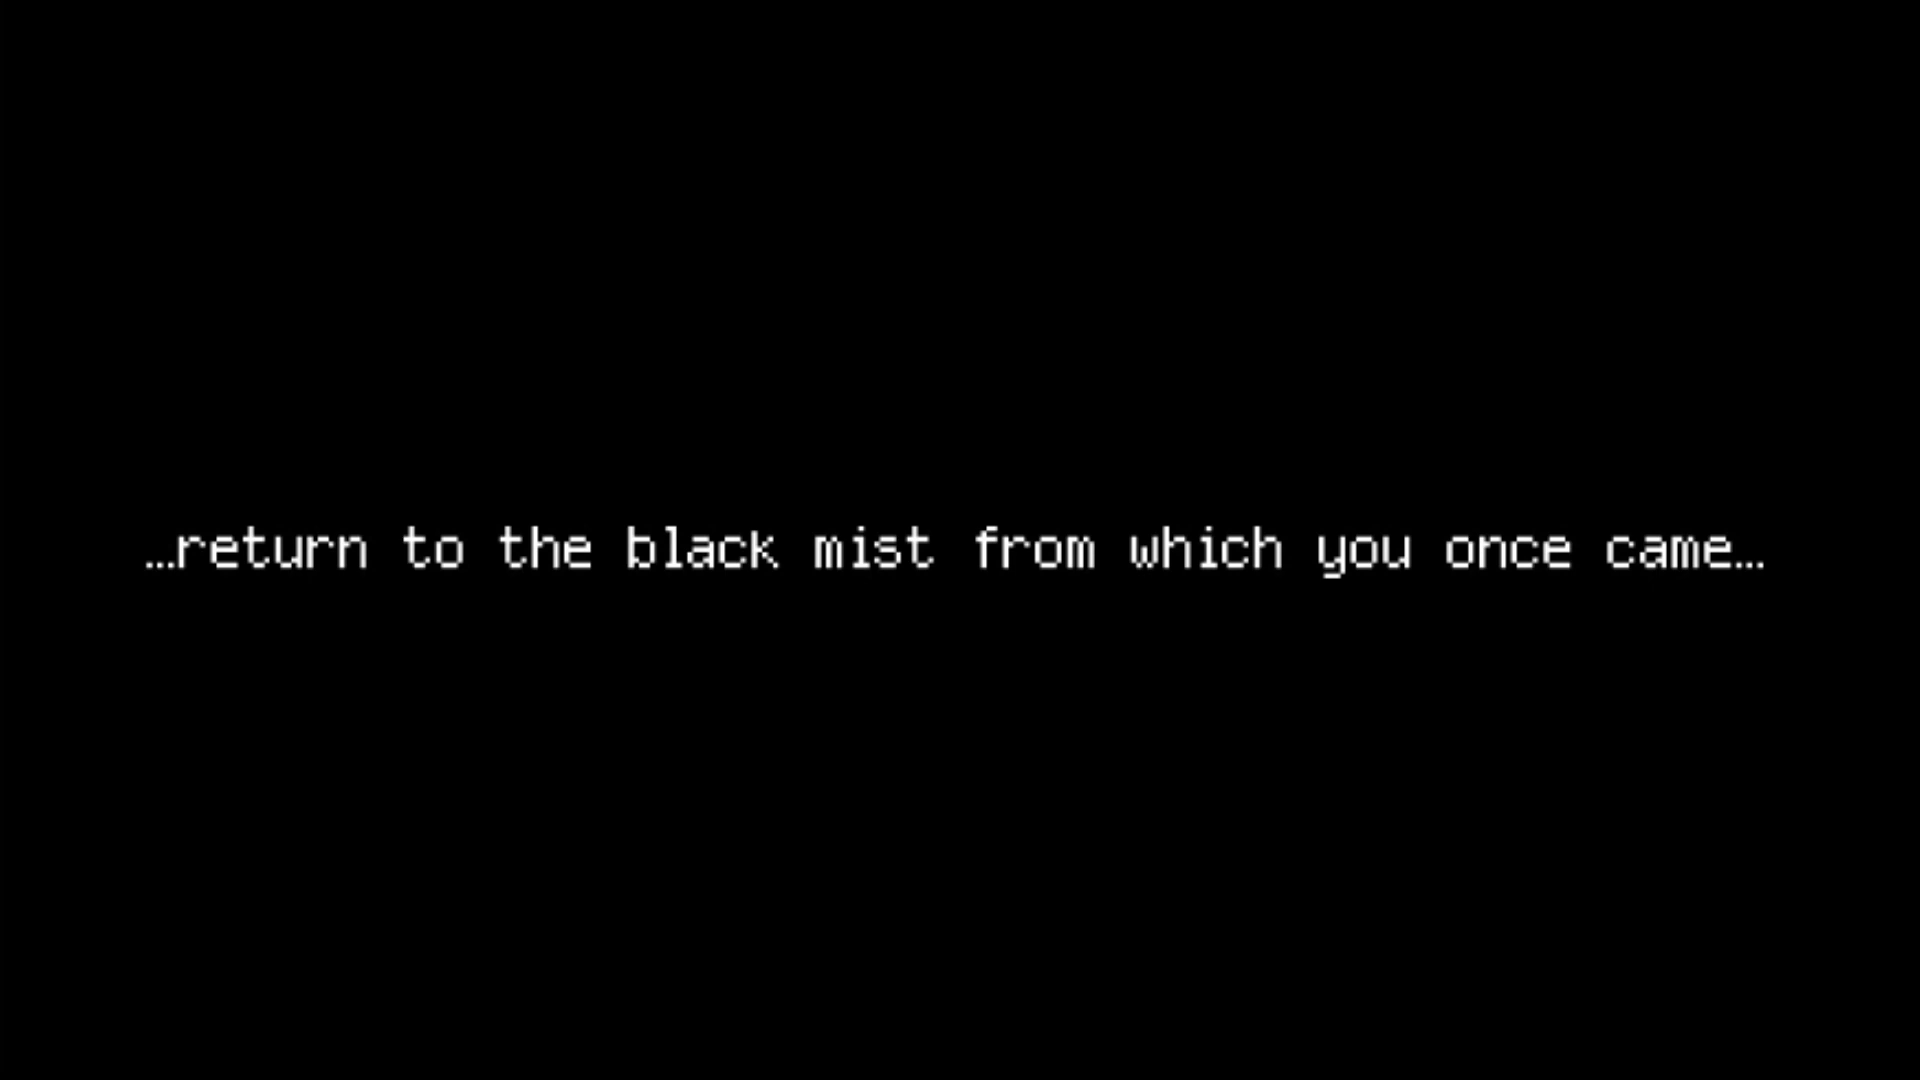 …return to the black mist from which you once came…